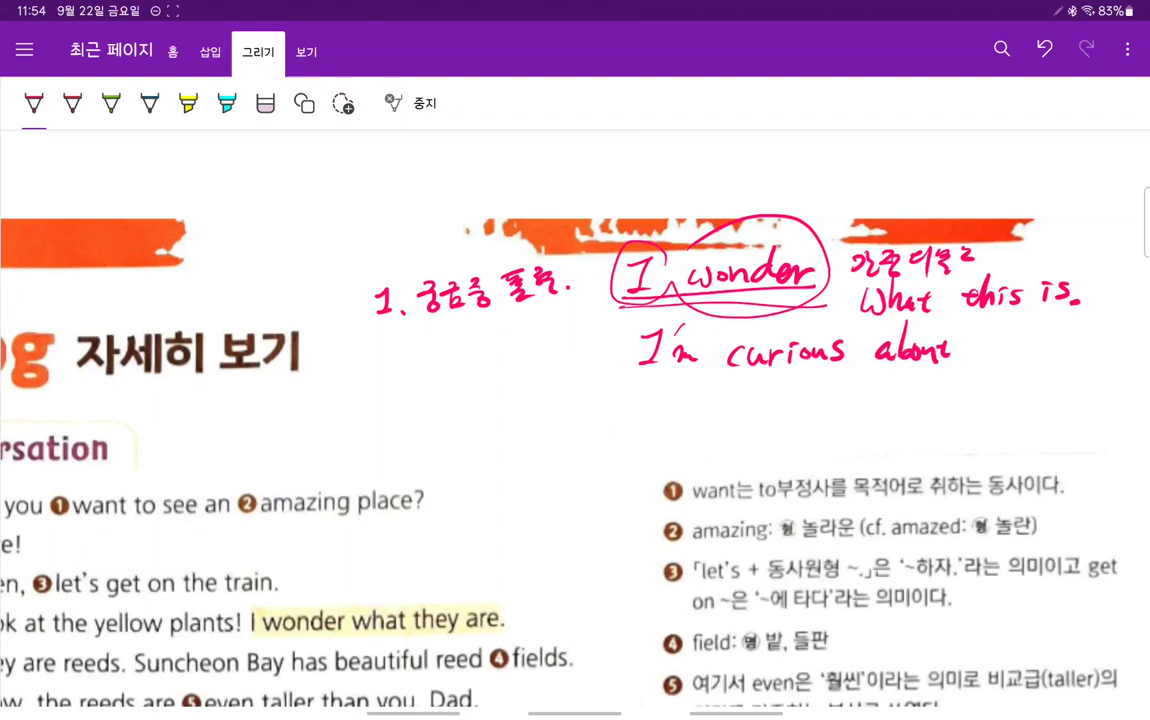 11:54 9월 22일 금요일 83%
최근 페이지 홈 삽입 그리기 보기
중지
1. 궁금증 표현. I wonder 간접의문문
What this is.
I'm curious about
og 자세히 보기
rsation
you ❶want to see an ❷amazing place?
e!
en, ❸let's get on the train.
ok at the yellow plants! I wonder what they are.
ey are reeds. Suncheon Bay has beautiful reed ❹fields.
ow, the reeds are ❺even taller than you, Dad.
❶ want는 to부정사를 목적어로 취하는 동사이다.
❷ amazing: 형 놀라운 (cf. amazed: 형 놀란)
❸ 「let's + 동사원형 ~.」은 ‘~하자.’라는 의미이고 get
on ~은 ‘~에 타다’라는 의미이다.
❹ field: 명 밭, 들판
❺ 여기서 even은 ‘훨씬’이라는 의미로 비교급(taller)의